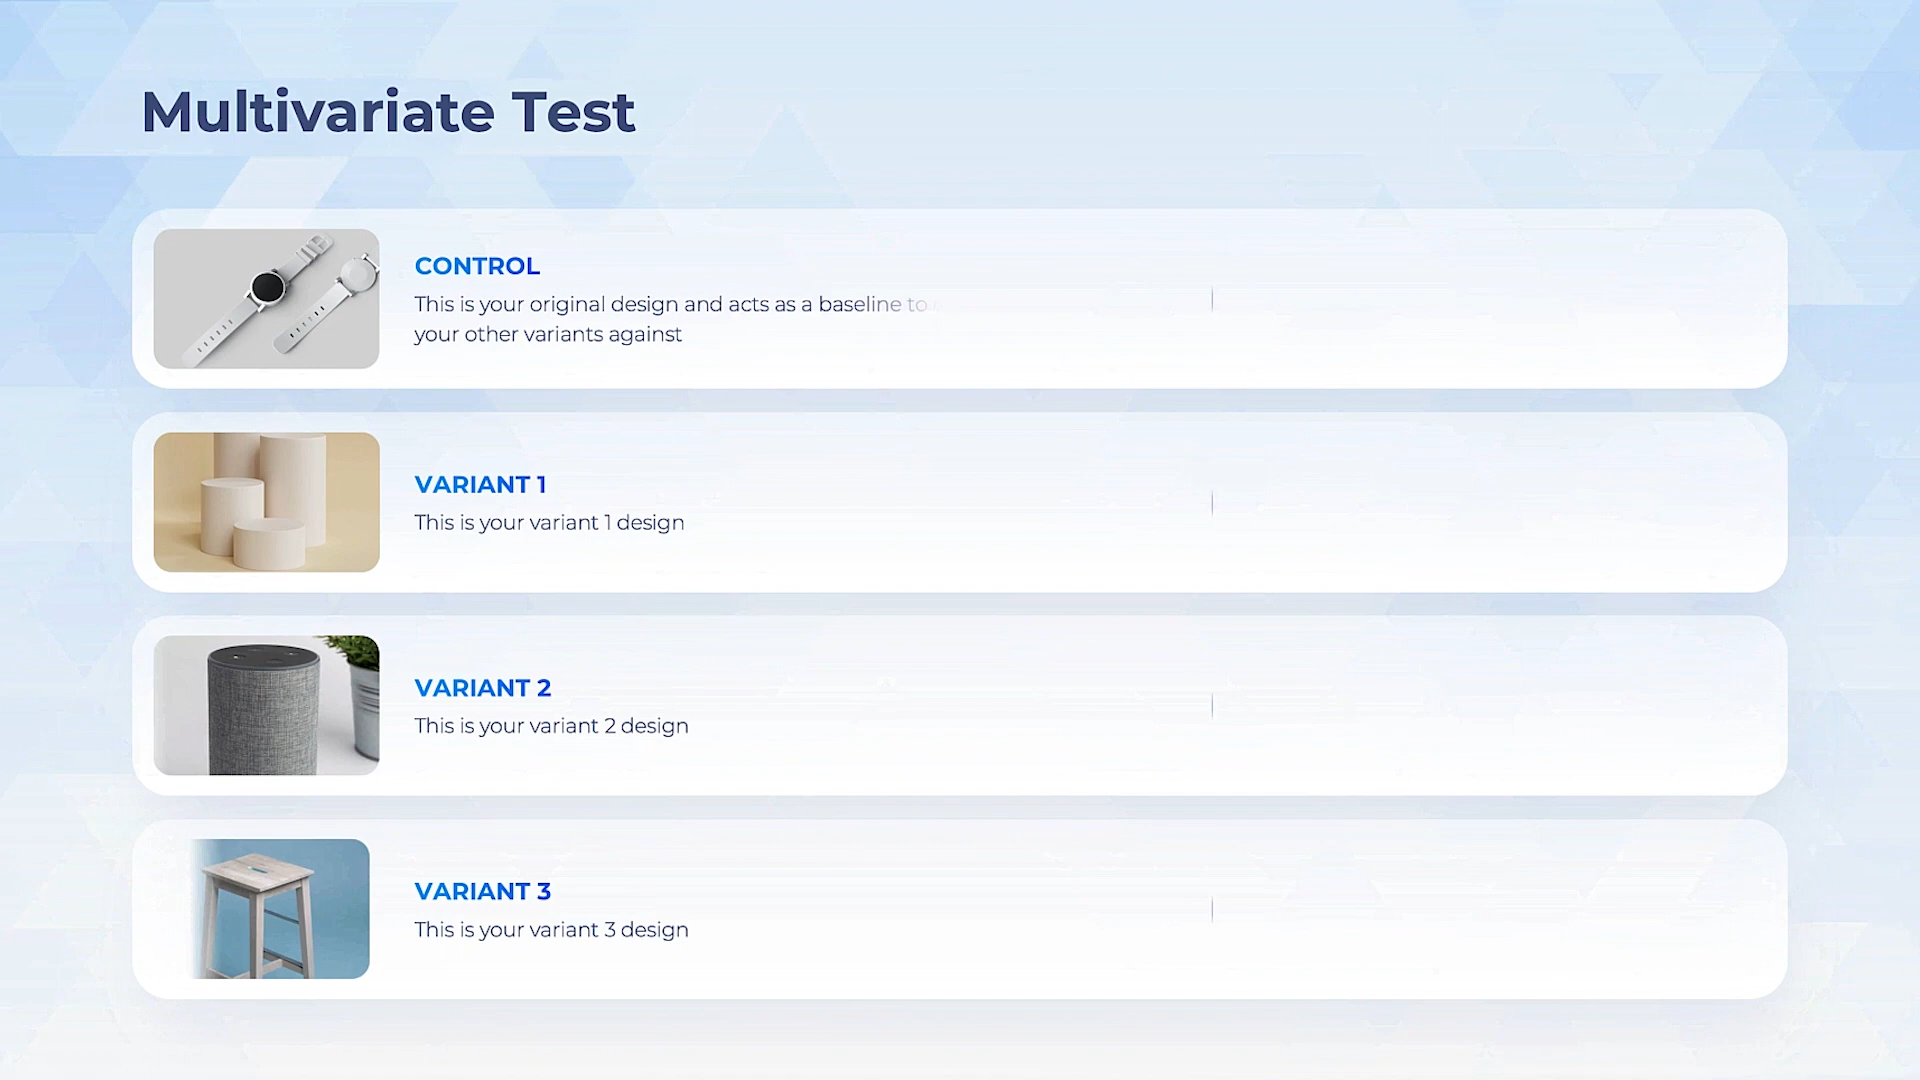 Multivariate Test
CONTROL
This is your original design and acts as a baseline to
your other variants against
VARIANT 1
This is your variant 1 design
VARIANT 2
This is your variant 2 design
VARIANT 3
This is your variant 3 design